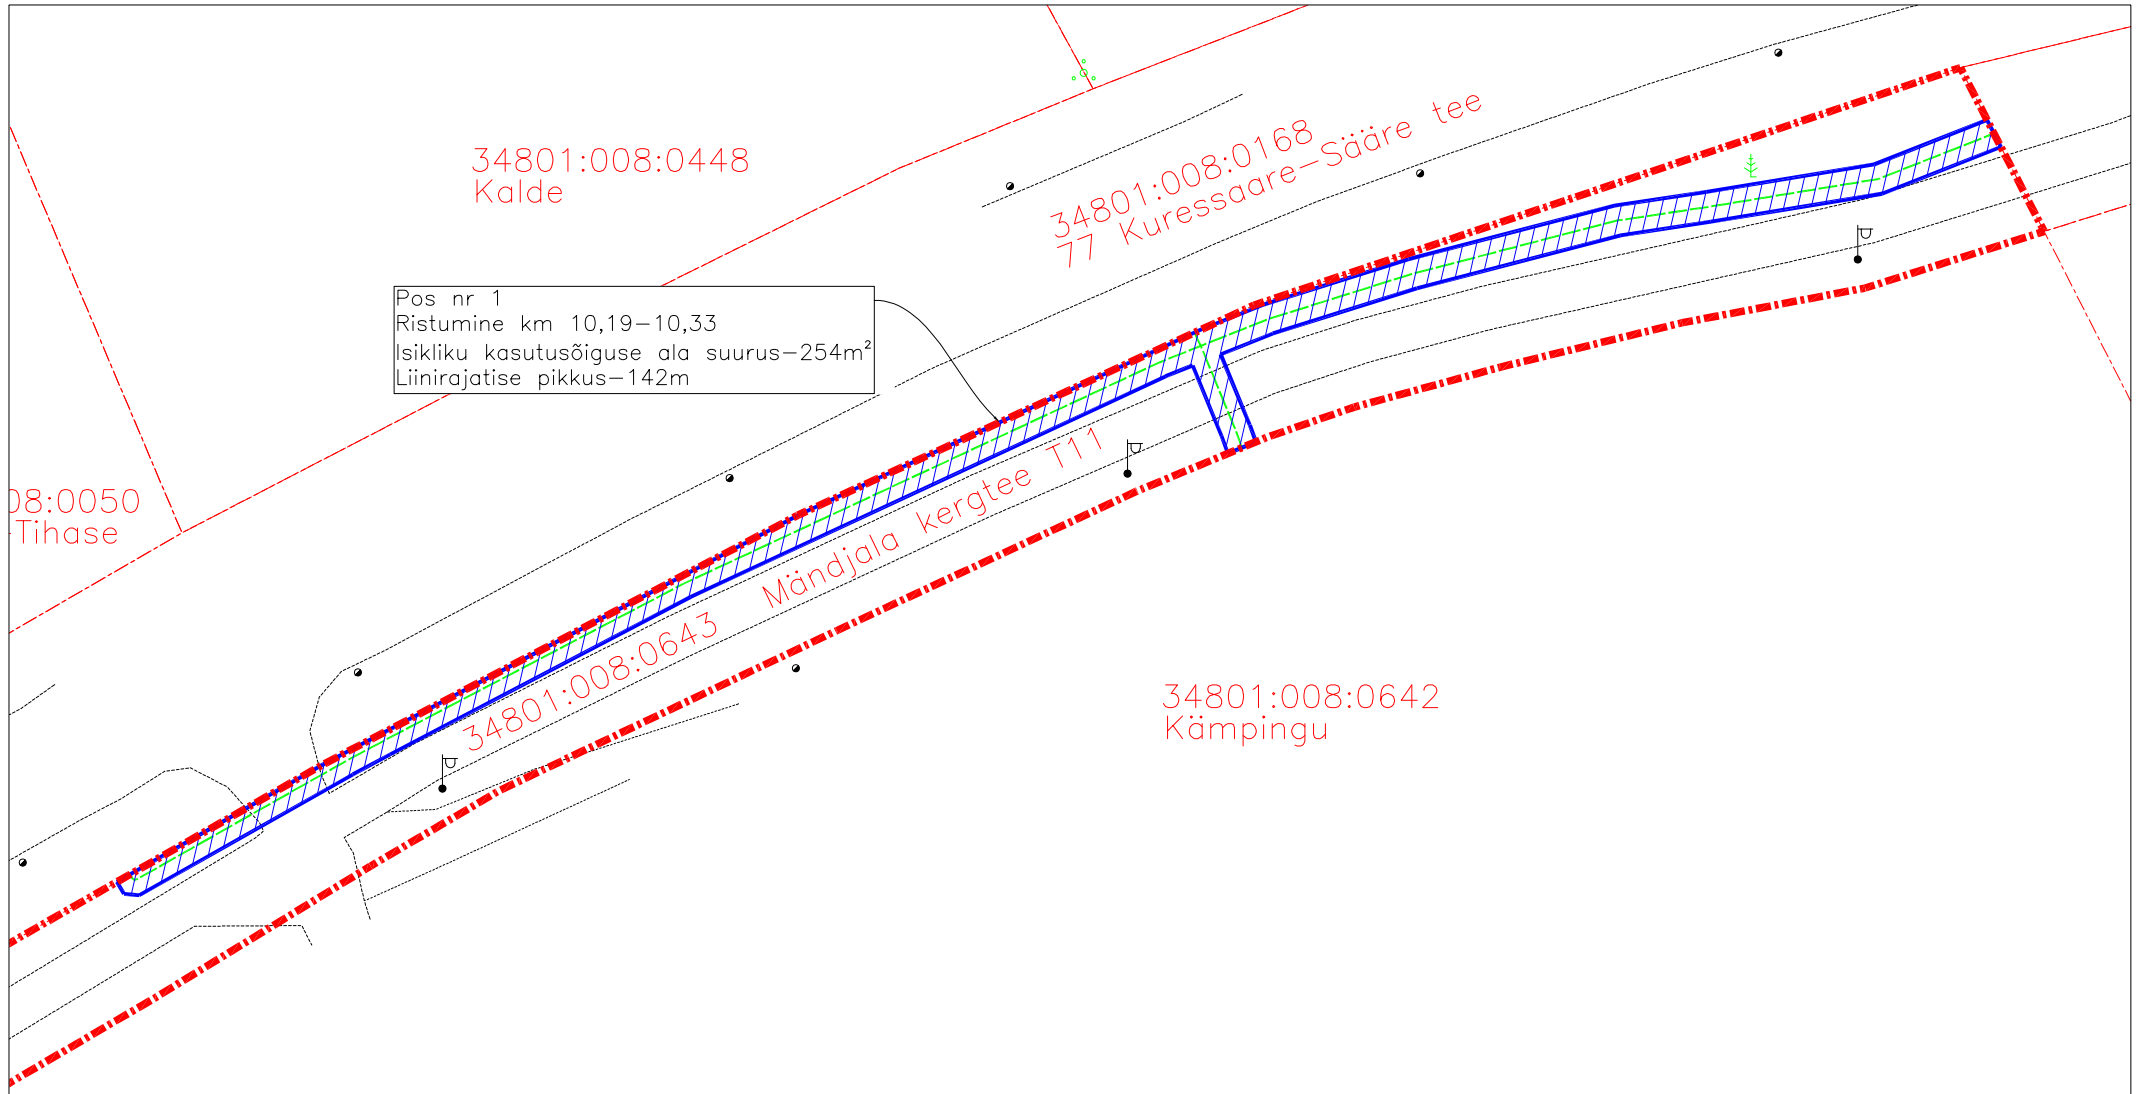 34801:008:0448
Kalde
34801:008:0168
77 Kuressaare-Sääre tee
Pos nr 1
Ristumine km 10,19-10,33
Isikliku kasutusõiguse ala suurus-254m²
Liinirajatise pikkus-142m
08:0050
Tihase
34801:008:0643 Mändjala kergtee T11
34801:008:0642
Kämpingu